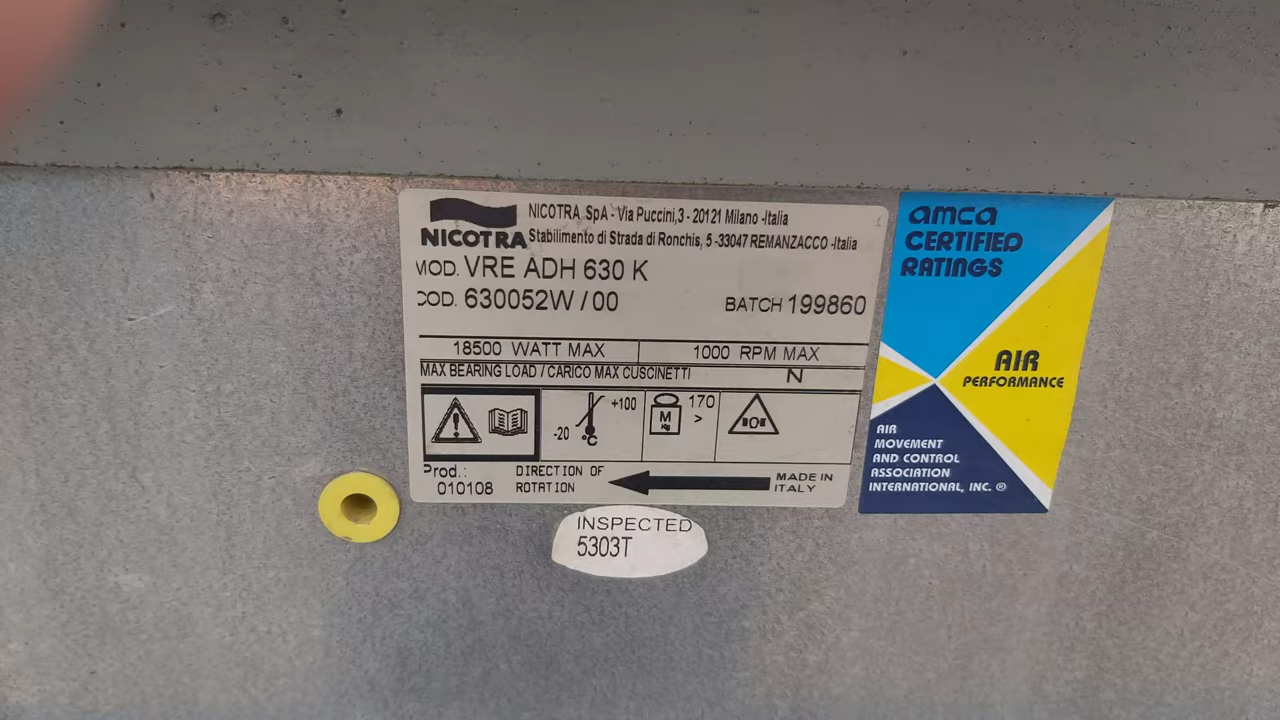 NICOTRA
NICOTRA SpA - Via Puccini,3 - 20121 Milano -Italia
Stabilimento di Strada di Ronchis, 5 -33047 REMANZACCO -Italia
MOD. VRE ADH 630 K
COD. 630052W / 00 BATCH 199860
18500 WATT MAX 1000 RPM MAX
MAX BEARING LOAD / CARICO MAX CUSCINETTI N
-20 +100 °C
M Kg 170 >
Prod.: 010108
DIRECTION OF
ROTATION
MADE IN
ITALY
INSPECTED
5303T
amca
CERTIFIED
RATINGS
AIR
PERFORMANCE
AIR
MOVEMENT
AND CONTROL
ASSOCIATION
INTERNATIONAL, INC. ®